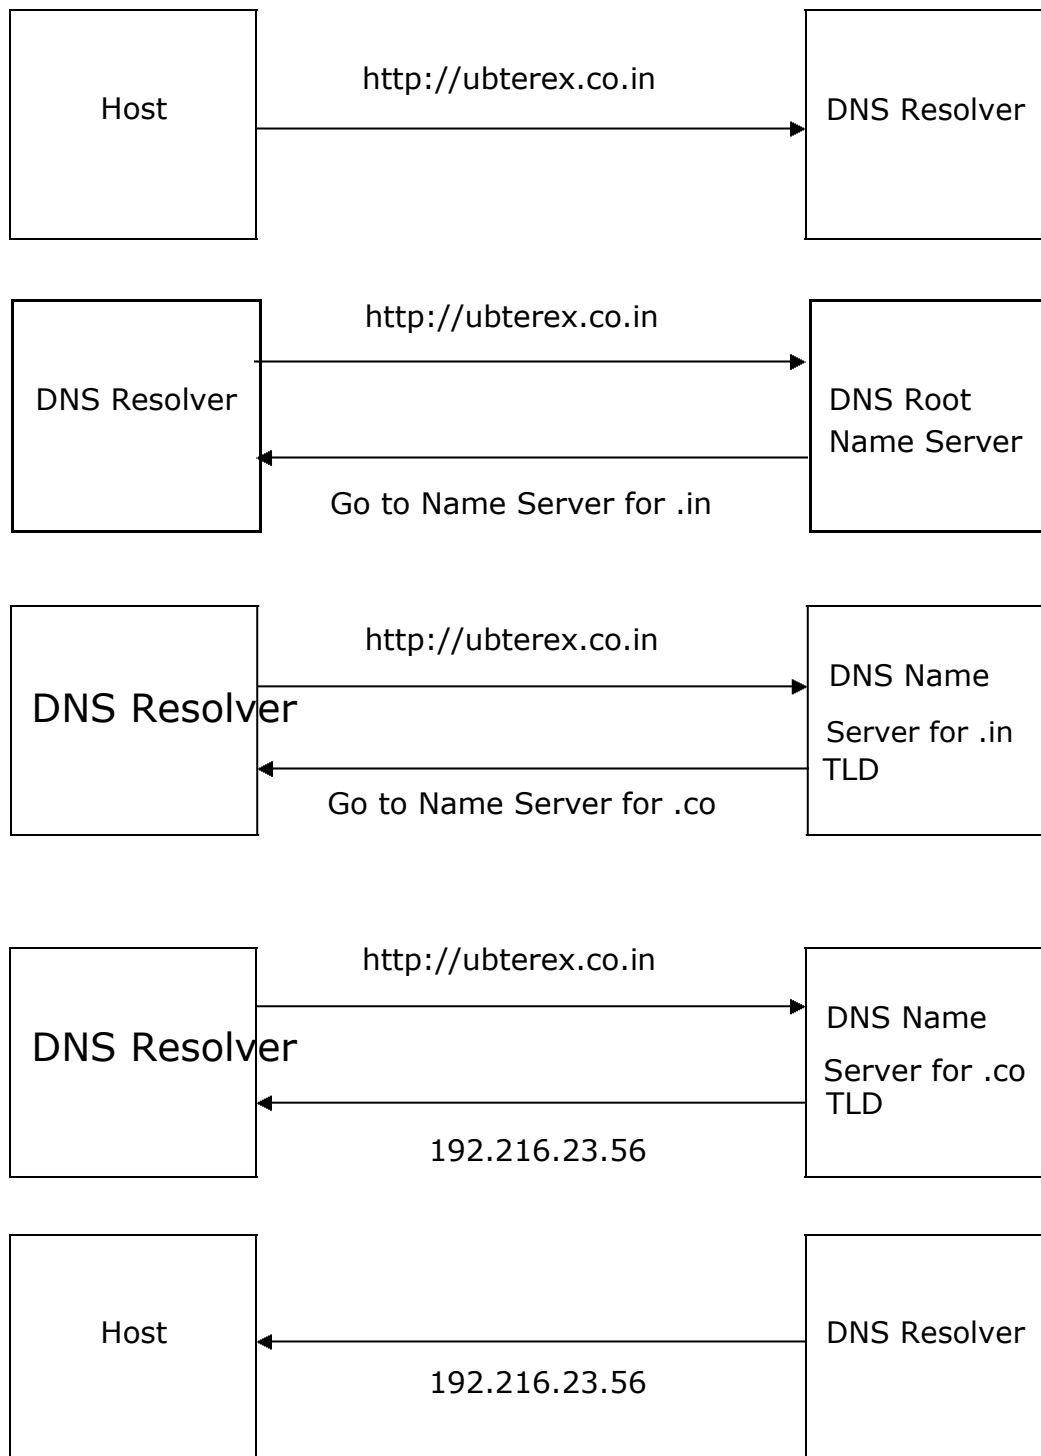 Host
http://ubterex.co.in
DNS Resolver
DNS Resolver
http://ubterex.co.in
Go to Name Server for .in
DNS Root
Name Server
DNS Resolver
http://ubterex.co.in
Go to Name Server for .co
DNS Name
Server for .in
TLD
DNS Resolver
http://ubterex.co.in
192.216.23.56
DNS Name
Server for .co
TLD
Host
192.216.23.56
DNS Resolver